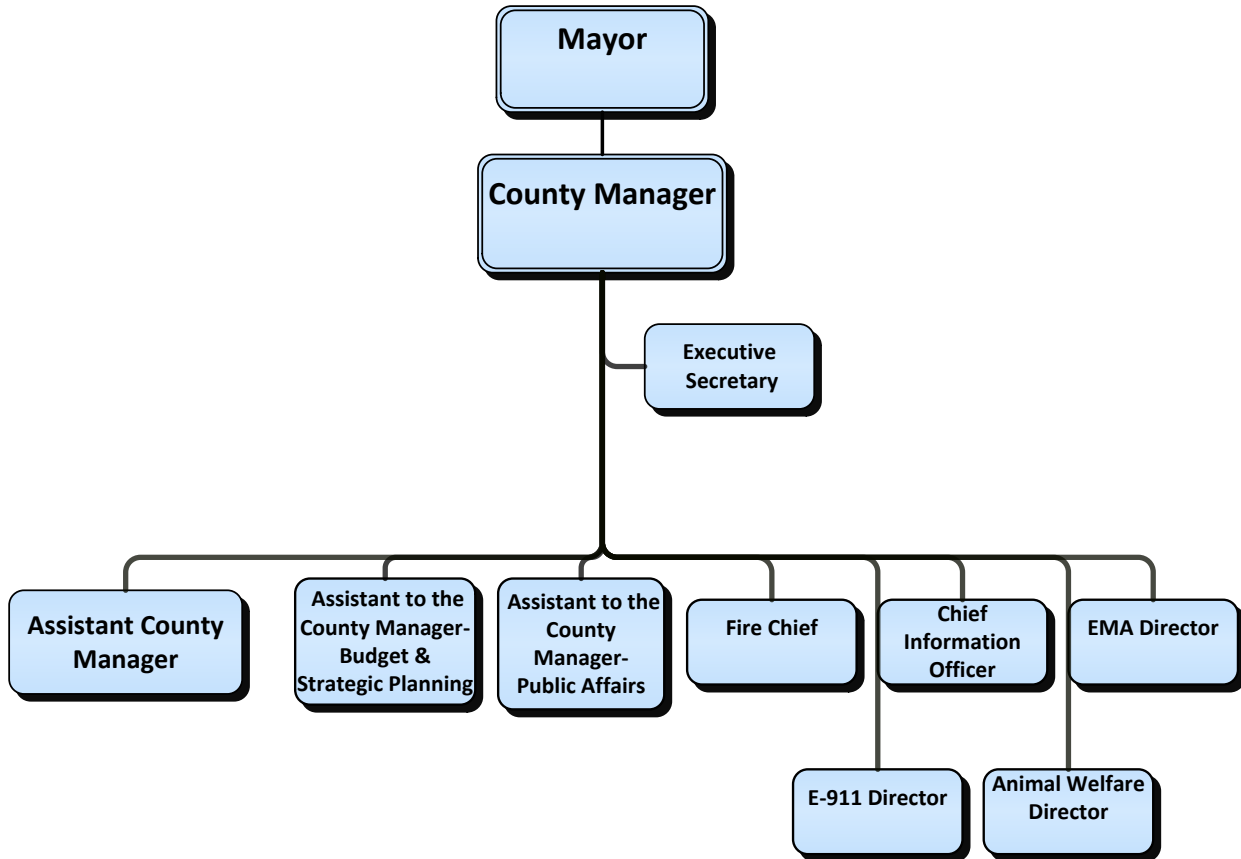 Mayor
County Manager
Executive
Secretary
Assistant County
Manager
Assistant to the
County Manager-
Budget &
Strategic Planning
Assistant to the
County
Manager-
Public Affairs
Fire Chief
Chief
Information
Officer
EMA Director
E-911 Director
Animal Welfare
Director